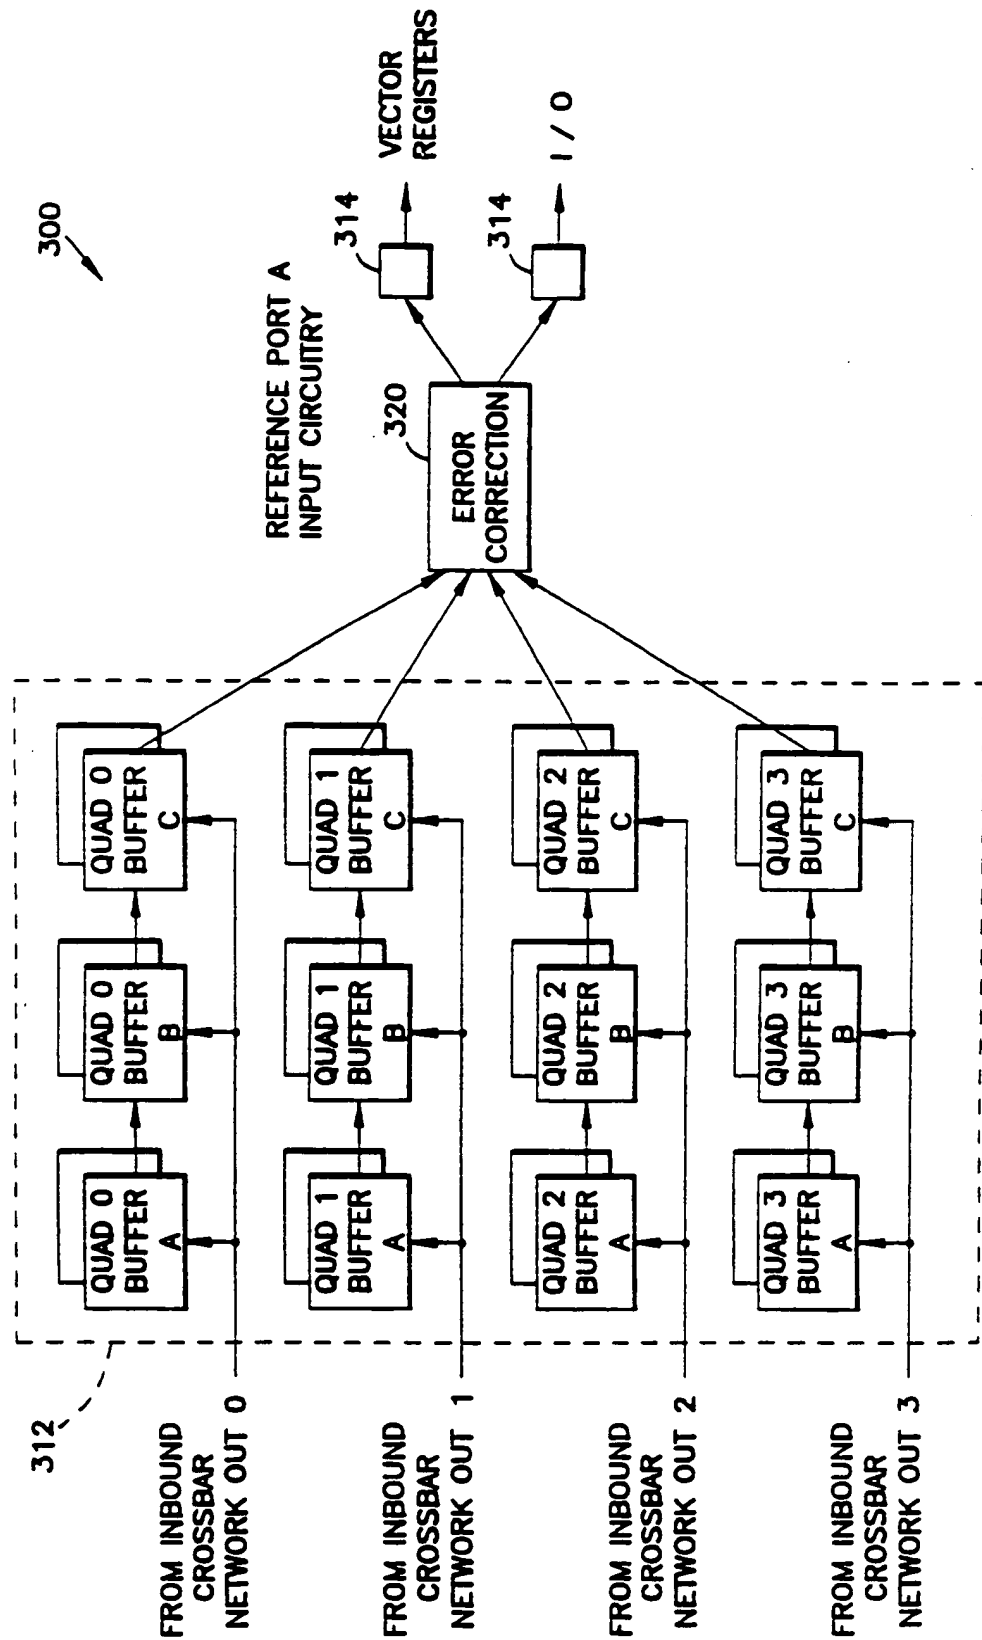 300
REFERENCE PORT A
INPUT CIRCUITRY
312
FROM INBOUND
CROSSBAR
NETWORK OUT 0
QUAD 0
BUFFER
A
QUAD 0
BUFFER
B
QUAD 0
BUFFER
C
FROM INBOUND
CROSSBAR
NETWORK OUT 1
QUAD 1
BUFFER
A
QUAD 1
BUFFER
B
QUAD 1
BUFFER
C
FROM INBOUND
CROSSBAR
NETWORK OUT 2
QUAD 2
BUFFER
A
QUAD 2
BUFFER
B
QUAD 2
BUFFER
C
FROM INBOUND
CROSSBAR
NETWORK OUT 3
QUAD 3
BUFFER
A
QUAD 3
BUFFER
B
QUAD 3
BUFFER
C
320
ERROR
CORRECTION
314
VECTOR
REGISTERS
314
I / O